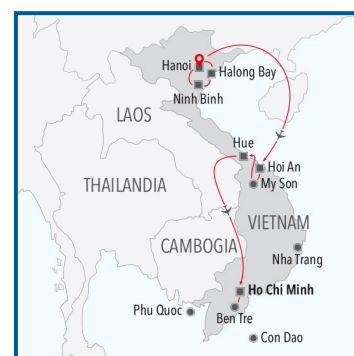 Hanoi
Halong Bay
Ninh Binh
LAOS
Hue
Hoi An
THAILANDIA
My Son
VIETNAM
CAMBOGIA
Nha Trang
Ho Chi Minh
Phu Quoc
Ben Tre
Con Dao